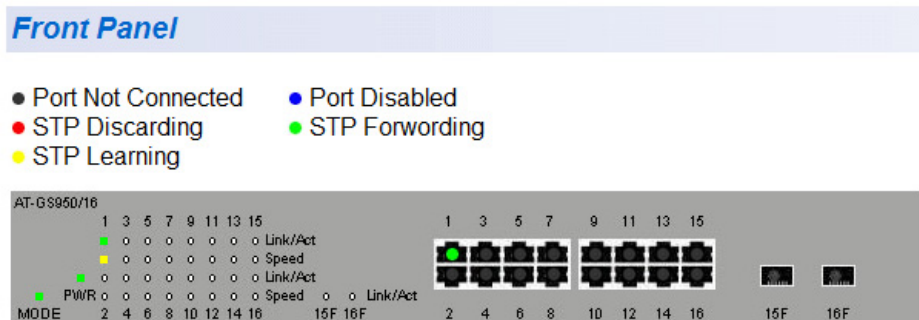 Front Panel
Port Not Connected Port Disabled
STP Discarding STP Forwording
STP Learning
AT-GS950/16
1 3 5 7 9 11 13 15 1 3 5 7 9 11 13 15
Link/Act
Speed
Link/Act
PWR Speed Link/Act
MODE 2 4 6 8 10 12 14 16 15F 16F 2 4 6 8 10 12 14 16 15F 16F